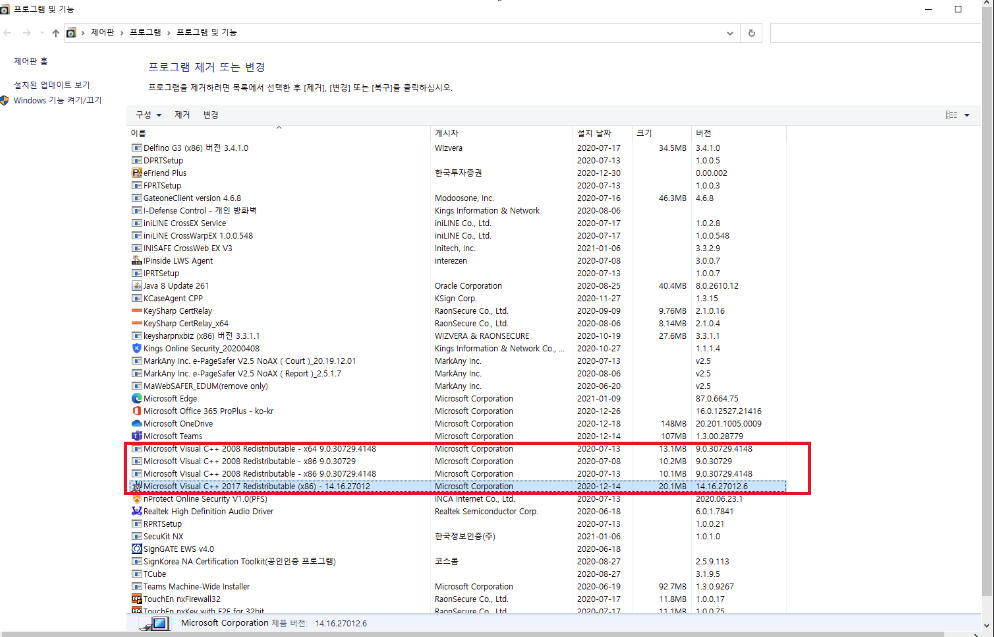 프로그램 및 기능
제어판 › 프로그램 › 프로그램 및 기능
제어판 홈
설치된 업데이트 보기
Windows 기능 켜기/끄기
프로그램 제거 또는 변경
프로그램을 제거하려면 목록에서 선택한 후 [제거], [변경] 또는 [복구]를 클릭하십시오.
구성 제거 변경
이름 게시자 설치 날짜 크기 버전
Delfino G3 (x86) 버전 3.4.1.0 Wizvera 2020-07-17 34.5MB 3.4.1.0
DPRTSetup 2020-07-13 1.0.0.5
eFriend Plus 한국투자증권 2020-12-30 0.00.002
FPRTSetup 2020-07-13 1.0.0.3
GateoneClient version 4.6.8 Modoosone, Inc. 2020-07-16 46.3MB 4.6.8
I-Defense Control - 개인 방화벽 Kings Information & Network 2020-08-06
iniLINE CrossEX Service iniLINE Co., Ltd. 2020-07-17 1.0.2.8
iniLINE CrossWarpEX 1.0.0.548 iniLINE Co., Ltd. 2020-07-17 1.0.0.548
INISAFE CrossWeb EX V3 Initech, Inc. 2021-01-06 3.3.2.9
IPinside LWS Agent interezen 2020-07-08 3.0.0.7
IPRTSetup 2020-07-13 1.0.0.7
Java 8 Update 261 Oracle Corporation 2020-08-25 40.4MB 8.0.2610.12
KCaseAgent CPP KSign Corp. 2020-11-27 1.3.15
KeySharp CertRelay RaonSecure Co., Ltd. 2020-09-09 9.76MB 2.1.0.16
KeySharp CertRelay_x64 RaonSecure Co., Ltd. 2020-08-06 8.14MB 2.1.0.4
keysharpnxbiz (x86) 버전 3.3.1.1 WIZVERA & RAONSECURE 2020-10-19 27.6MB 3.3.1.1
Kings Online Security_20200408 Kings Information & Network Co., ... 2020-10-27 1.1.1.4
MarkAny Inc. e-PageSafer V2.5 NoAX ( Court )_20.19.12.01 MarkAny Inc. 2020-07-13 v2.5
MarkAny Inc. e-PageSafer V2.5 NoAX ( Report )_2.5.1.7 MarkAny Inc. 2020-08-06 v2.5
MaWebSAFER_EDUM(remove only) MarkAny Inc. 2020-06-20 v2.5
Microsoft Edge Microsoft Corporation 2021-01-09 87.0.664.75
Microsoft Office 365 ProPlus - ko-kr Microsoft Corporation 2020-12-26 16.0.12527.21416
Microsoft OneDrive Microsoft Corporation 2020-12-18 148MB 20.201.1005.0009
Microsoft Teams Microsoft Corporation 2020-12-14 107MB 1.3.00.28779
Microsoft Visual C++ 2008 Redistributable - x64 9.0.30729.4148 Microsoft Corporation 2020-07-13 13.1MB 9.0.30729.4148
Microsoft Visual C++ 2008 Redistributable - x86 9.0.30729 Microsoft Corporation 2020-07-08 10.2MB 9.0.30729
Microsoft Visual C++ 2008 Redistributable - x86 9.0.30729.4148 Microsoft Corporation 2020-07-13 10.1MB 9.0.30729.4148
Microsoft Visual C++ 2017 Redistributable (x86) - 14.16.27012 Microsoft Corporation 2020-12-14 20.1MB 14.16.27012.6
nProtect Online Security V1.0(PFS) INCA Internet Co., Ltd. 2020-07-13 2020.06.23.1
Realtek High Definition Audio Driver Realtek Semiconductor Corp. 2020-06-18 6.0.1.7841
RPRTSetup 2020-07-13 1.0.0.21
SecuKit NX 한국정보인증(주) 2021-01-06 1.0.1.0
SignGATE EWS v4.0 2020-06-18
SignKorea NA Certification Toolkit(공인인증 프로그램) 코스콤 2020-08-27 2.5.9.113
TCube 2020-08-27 3.1.9.5
Teams Machine-Wide Installer Microsoft Corporation 2020-06-19 92.7MB 1.3.0.9267
TouchEn nxFirewall32 RaonSecure Co., Ltd. 2020-07-17 11.8MB 1.0.0.17
TouchEn nxKey with E2E for 32bit RaonSecure Co., Ltd. 2020-07-17 11.1MB 1.0.0.75
Microsoft Corporation 제품 버전: 14.16.27012.6